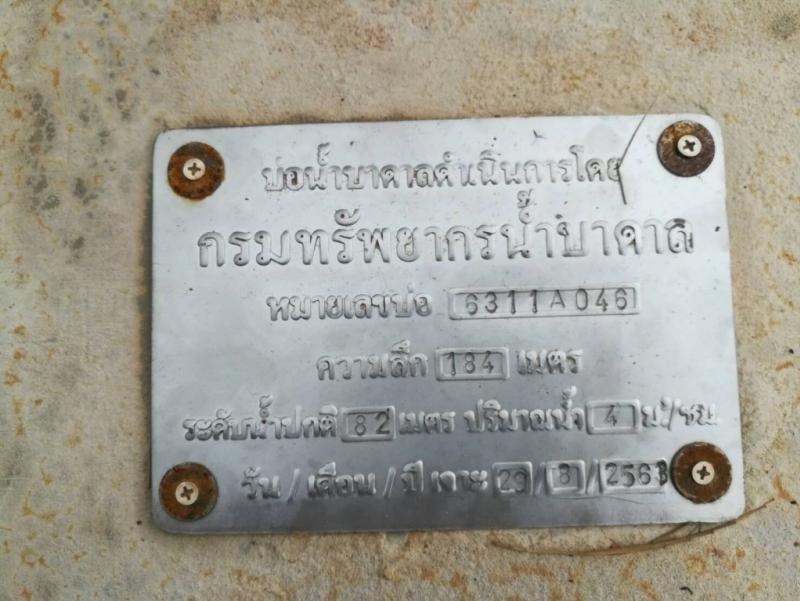 บ่อน้ำบาดาลดำเนินการโดย
กรมทรัพยากรน้ำบาดาล
หมายเลขบ่อ 6311A046
ความลึก 184 เมตร
ระดับน้ำปกติ 82 เมตร ปริมาณน้ำ 4 ม³/ชม.
วัน / เดือน / ปี เจาะ 29/8/2563